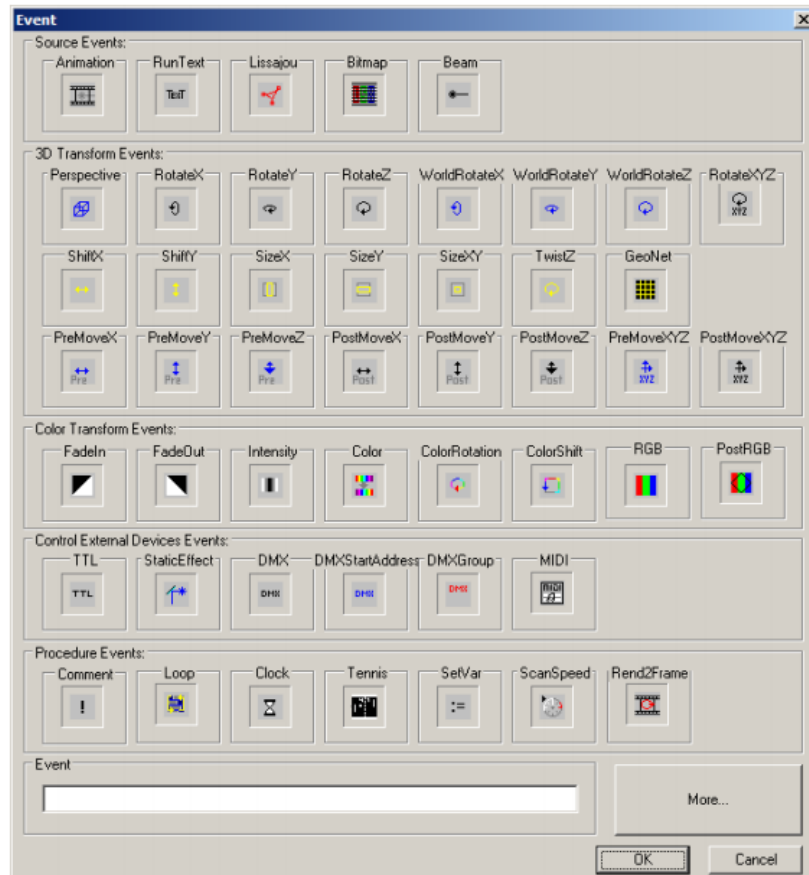 Event
Source Events:
Animation RunText Lissajou Bitmap Beam
TexT
3D Transform Events:
Perspective RotateX RotateY RotateZ WorldRotateX WorldRotateY WorldRotateZ RotateXYZ
XYZ
ShiftX ShiftY SizeX SizeY SizeXY TwistZ GeoNet
PreMoveX PreMoveY PreMoveZ PostMoveX PostMoveY PostMoveZ PreMoveXYZ PostMoveXYZ
Pre Pre Pre Post Post Post XYZ XYZ
Color Transform Events:
FadeIn FadeOut Intensity Color ColorRotation ColorShift RGB PostRGB
Control External Devices Events:
TTL StaticEffect DMX DMXStartAddress DMXGroup MIDI
TTL DMX DMX DMX MIDI
Procedure Events:
Comment Loop Clock Tennis SetVar ScanSpeed Rend2Frame
! :=
Event
More...
OK Cancel